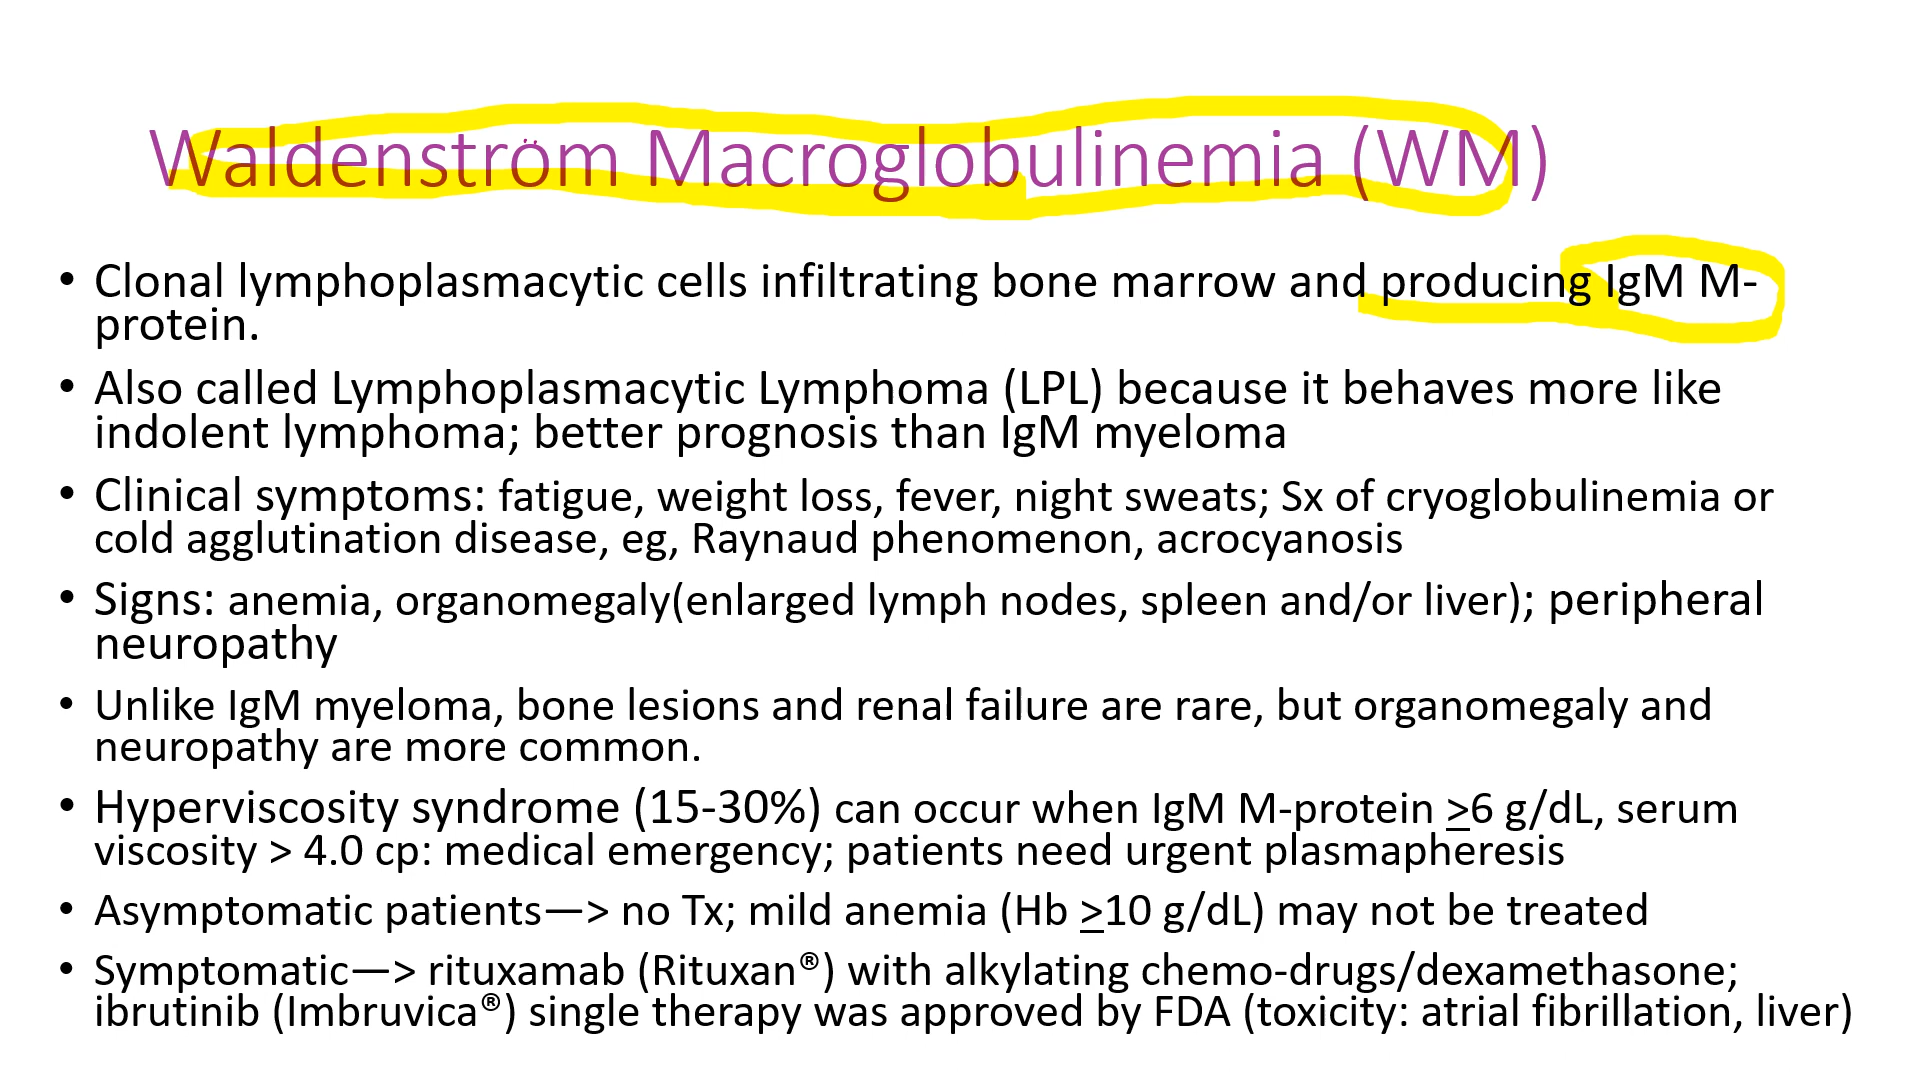 Waldenström Macroglobulinemia (WM)
• Clonal lymphoplasmacytic cells infiltrating bone marrow and producing IgM M-
protein.
• Also called Lymphoplasmacytic Lymphoma (LPL) because it behaves more like
indolent lymphoma; better prognosis than IgM myeloma
• Clinical symptoms: fatigue, weight loss, fever, night sweats; Sx of cryoglobulinemia or
cold agglutination disease, eg, Raynaud phenomenon, acrocyanosis
• Signs: anemia, organomegaly(enlarged lymph nodes, spleen and/or liver); peripheral
neuropathy
• Unlike IgM myeloma, bone lesions and renal failure are rare, but organomegaly and
neuropathy are more common.
• Hyperviscosity syndrome (15-30%) can occur when IgM M-protein >6 g/dL, serum
viscosity > 4.0 cp: medical emergency; patients need urgent plasmapheresis
• Asymptomatic patients—> no Tx; mild anemia (Hb >10 g/dL) may not be treated
• Symptomatic—> rituxamab (Rituxan®) with alkylating chemo-drugs/dexamethasone;
ibrutinib (Imbruvica®) single therapy was approved by FDA (toxicity: atrial fibrillation, liver)